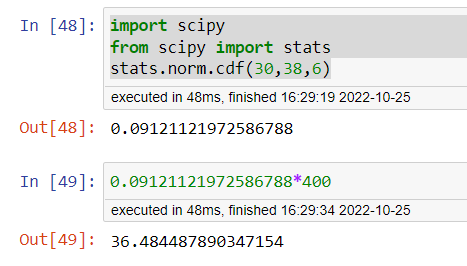 In [48]: import scipy
from scipy import stats
stats.norm.cdf(30,38,6)
executed in 48ms, finished 16:29:19 2022-10-25
Out[48]: 0.09121121972586788
In [49]: 0.09121121972586788*400
executed in 48ms, finished 16:29:34 2022-10-25
Out[49]: 36.484487890347154